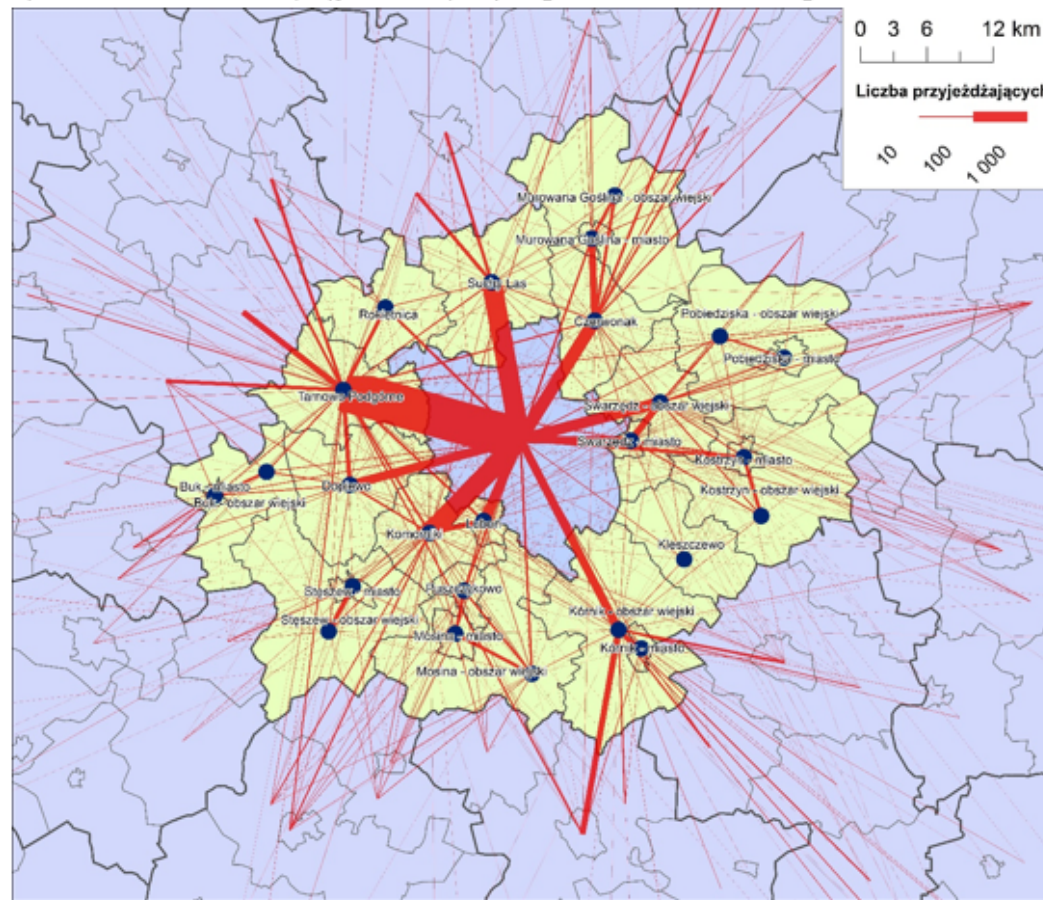 0 3 6 12 km
Liczba przyjeżdżających
10 100 1 000
Murowana Goślina - obszar wiejski
Murowana Goślina - miasto
Suchy Las
Czerwonak
Rokietnica
Pobiedziska - obszar wiejski
Pobiedziska - miasto
Tarnowo Podgórne
Swarzędz - obszar wiejski
Swarzędz - miasto
Kostrzyn - miasto
Kostrzyn - obszar wiejski
Buk - miasto
Buk - obszar wiejski
Dopiewo
Komorniki
Luboń
Kleszczewo
Stęszew - miasto
Puszczykowo
Stęszew - obszar wiejski
Mosina - miasto
Kórnik - obszar wiejski
Kórnik - miasto
Mosina - obszar wiejski